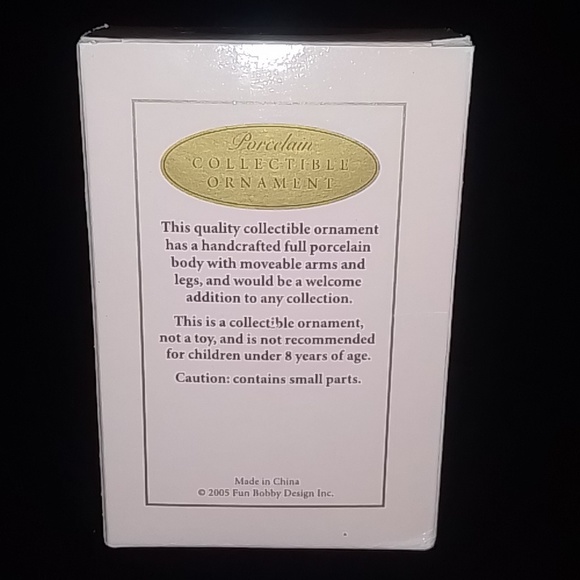 Porcelain
COLLECTIBLE
ORNAMENT
This quality collectible ornament
has a handcrafted full porcelain
body with moveable arms and
legs, and would be a welcome
addition to any collection.
This is a collectible ornament,
not a toy, and is not recommended
for children under 8 years of age.
Caution: contains small parts.
Made in China
© 2005 Fun Bobby Design Inc.